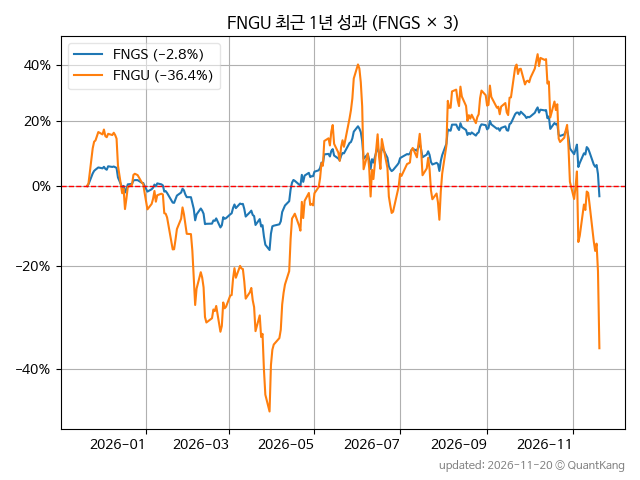 FNGU 최근 1년 성과 (FNGS × 3)
FNGS (−2.8%)
FNGU (−36.4%)
40%
20%
0%
−20%
−40%
2026-01 2026-03 2026-05 2026-07 2026-09 2026-11
updated: 2026-11-20 © QuantKang